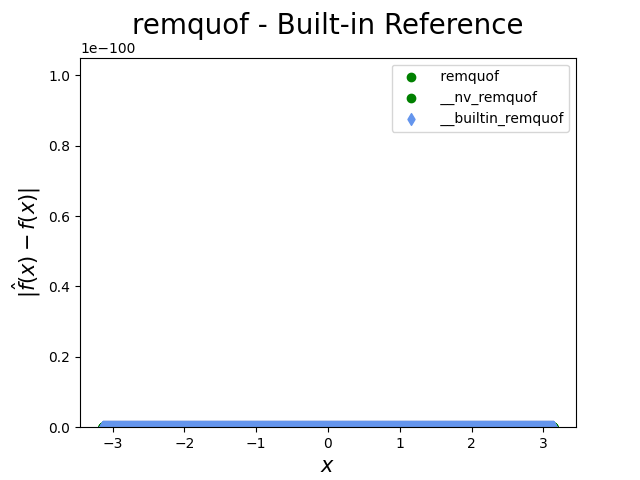 remquof - Built-in Reference
1e−100
1.0
0.8
0.6
0.4
0.2
0.0
|f̂(x) − f(x)|
remquof
__nv_remquof
__builtin_remquof
−3 −2 −1 0 1 2 3
x